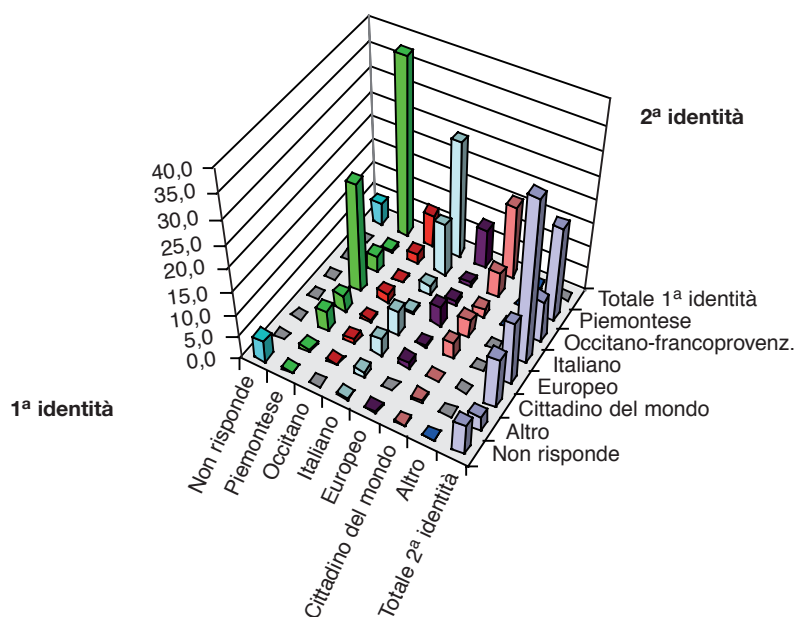 2ª identità
40,0
35,0
30,0
25,0
20,0
15,0
10,0
5,0
0,0
Totale 1ª identità
Piemontese
Occitano-francoprovenz.
Italiano
Europeo
Cittadino del mondo
Altro
Non risponde
1ª identità
Non risponde
Piemontese
Occitano
Italiano
Europeo
Cittadino del mondo
Altro
Totale 2ª identità